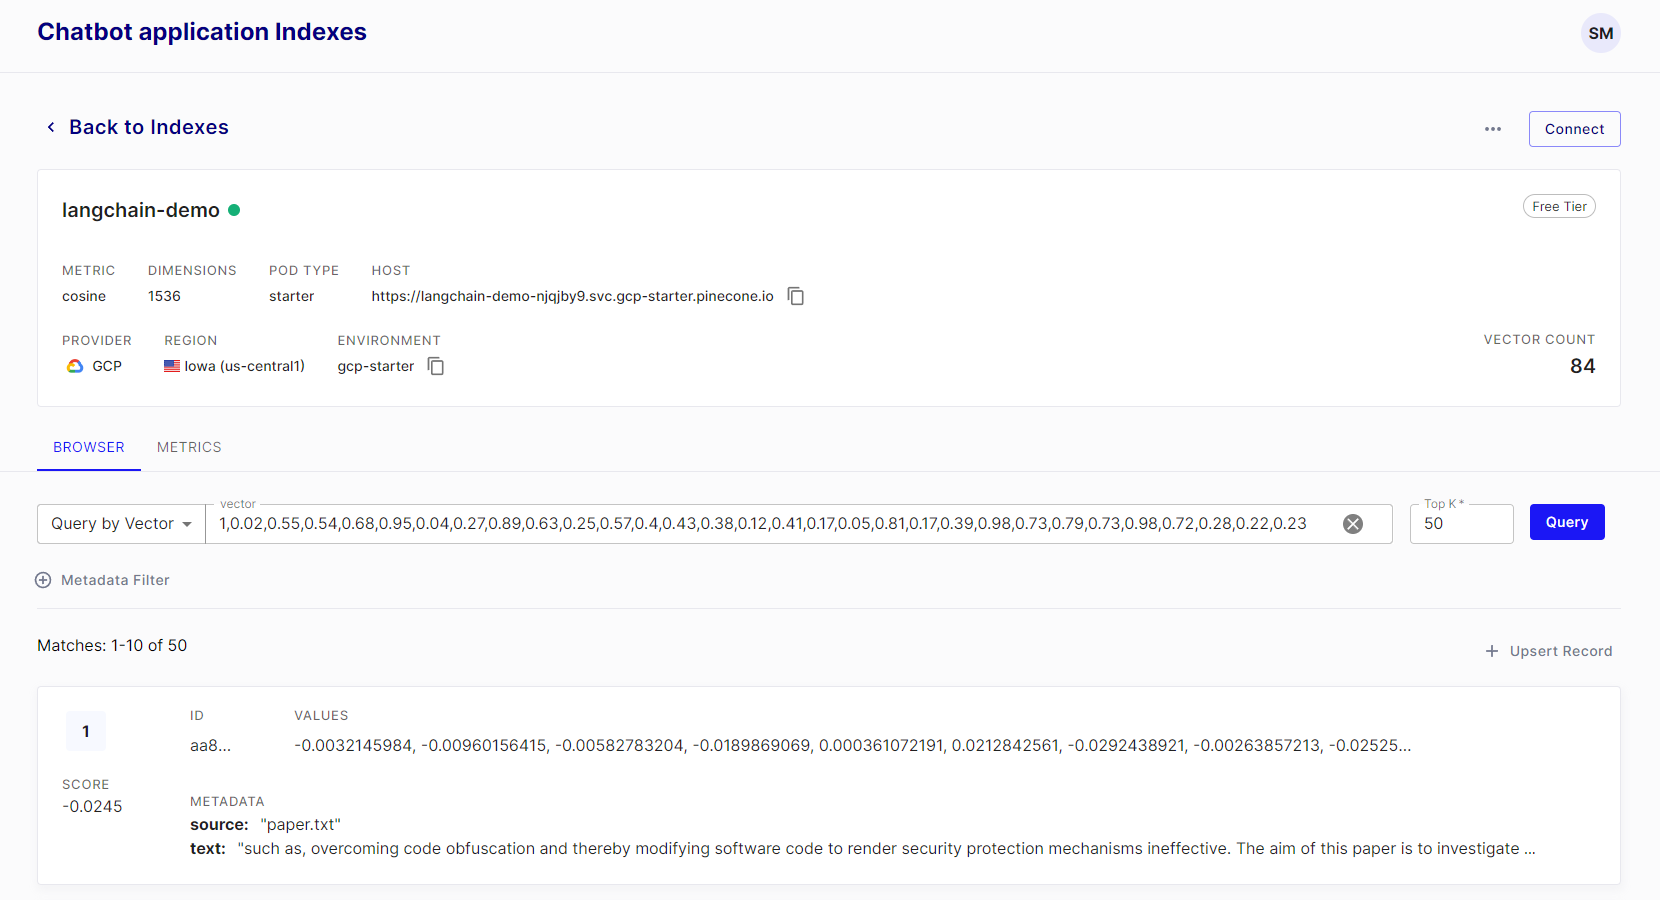 Chatbot application Indexes
SM
Back to Indexes
Connect
langchain-demo
Free Tier
METRIC DIMENSIONS POD TYPE HOST
cosine 1536 starter https://langchain-demo-njqjby9.svc.gcp-starter.pinecone.io
PROVIDER REGION ENVIRONMENT VECTOR COUNT
GCP Iowa (us-central1) gcp-starter 84
BROWSER METRICS
vector Top K *
Query by Vector 1,0.02,0.55,0.54,0.68,0.95,0.04,0.27,0.89,0.63,0.25,0.57,0.4,0.43,0.38,0.12,0.41,0.17,0.05,0.81,0.17,0.39,0.98,0.73,0.79,0.73,0.98,0.72,0.28,0.22,0.23 50 Query
Metadata Filter
Matches: 1-10 of 50
Upsert Record
1 ID VALUES
aa8... -0.0032145984, -0.00960156415, -0.00582783204, -0.0189869069, 0.000361072191, 0.0212842561, -0.0292438921, -0.00263857213, -0.02525...
SCORE
-0.0245
METADATA
source: "paper.txt"
text: "such as, overcoming code obfuscation and thereby modifying software code to render security protection mechanisms ineffective. The aim of this paper is to investigate ...